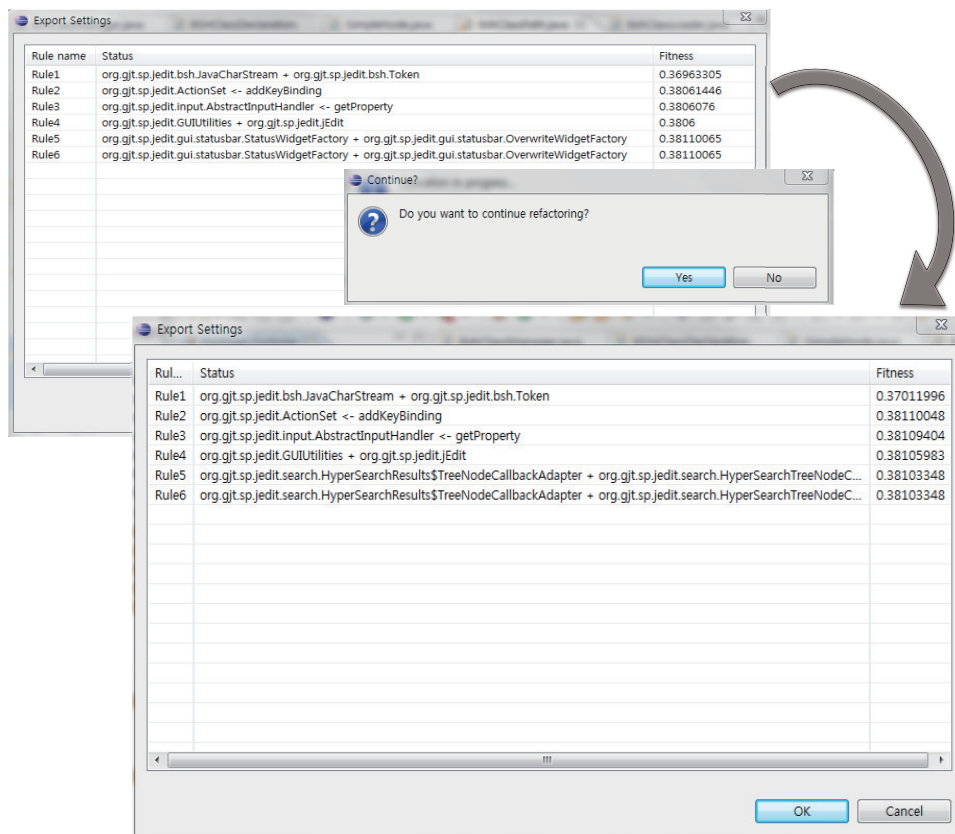 Export Settings
Rule name Status Fitness
Rule1 org.gjt.sp.jedit.bsh.JavaCharStream + org.gjt.sp.jedit.bsh.Token 0.36963305
Rule2 org.gjt.sp.jedit.ActionSet <- addKeyBinding 0.38061446
Rule3 org.gjt.sp.jedit.input.AbstractInputHandler <- getProperty 0.3806076
Rule4 org.gjt.sp.jedit.GUIUtilities + org.gjt.sp.jedit.jEdit 0.3806
Rule5 org.gjt.sp.jedit.gui.statusbar.StatusWidgetFactory + org.gjt.sp.jedit.gui.statusbar.OverwriteWidgetFactory 0.38110065
Rule6 org.gjt.sp.jedit.gui.statusbar.StatusWidgetFactory + org.gjt.sp.jedit.gui.statusbar.OverwriteWidgetFactory 0.38110065
Continue?
Do you want to continue refactoring?
Yes No
Export Settings
Rul... Status Fitness
Rule1 org.gjt.sp.jedit.bsh.JavaCharStream + org.gjt.sp.jedit.bsh.Token 0.37011996
Rule2 org.gjt.sp.jedit.ActionSet <- addKeyBinding 0.38110048
Rule3 org.gjt.sp.jedit.input.AbstractInputHandler <- getProperty 0.38109404
Rule4 org.gjt.sp.jedit.GUIUtilities + org.gjt.sp.jedit.jEdit 0.38105983
Rule5 org.gjt.sp.jedit.search.HyperSearchResults$TreeNodeCallbackAdapter + org.gjt.sp.jedit.search.HyperSearchTreeNodeC... 0.38103348
Rule6 org.gjt.sp.jedit.search.HyperSearchResults$TreeNodeCallbackAdapter + org.gjt.sp.jedit.search.HyperSearchTreeNodeC... 0.38103348
OK Cancel